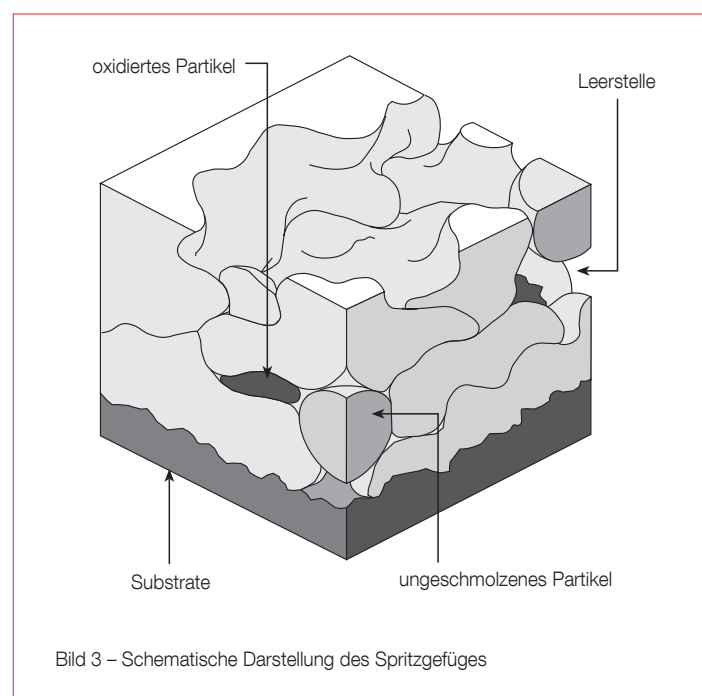 oxidiertes Partikel
Leerstelle
Substrate
ungeschmolzenes Partikel
Bild 3 – Schematische Darstellung des Spritzgefüges